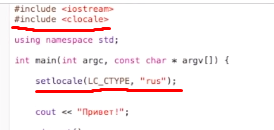 #include <iostream>
#include <clocale>
using namespace std;
int main(int argc, const char * argv[]) {
setlocale(LC_CTYPE, "rus");
cout << "Привет!";